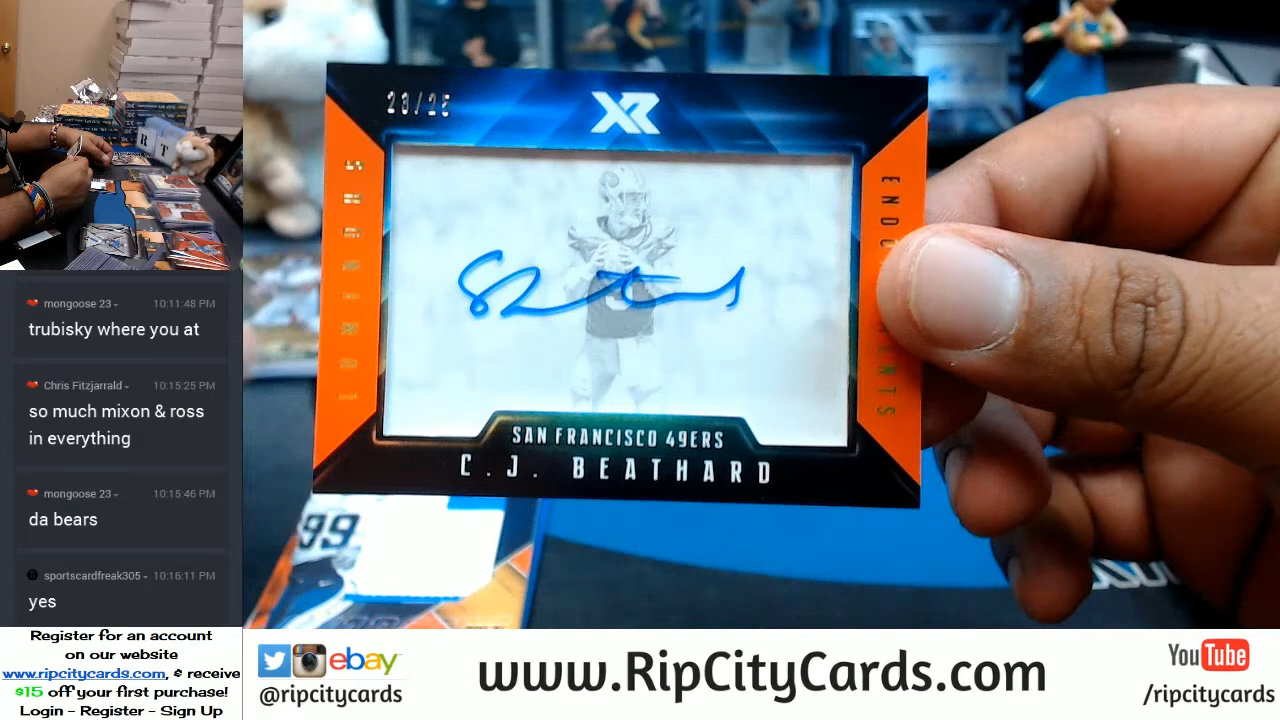 mongoose 23 10:11:48 PM
trubisky where you at
Chris Fitzjarrald 10:15:25 PM
so much mixon & ross
in everything
mongoose 23 10:15:46 PM
da bears
sportscardfreak305 10:16:11 PM
yes
Register for an account
on our website
www.ripcitycards.com, & receive
$15 off your first purchase!
Login - Register - Sign Up
R T
23/25
XR
SAN FRANCISCO 49ERS
C.J. BEATHARD
99
ebay
@ripcitycards
www.RipCityCards.com
YouTube
/ripcitycards